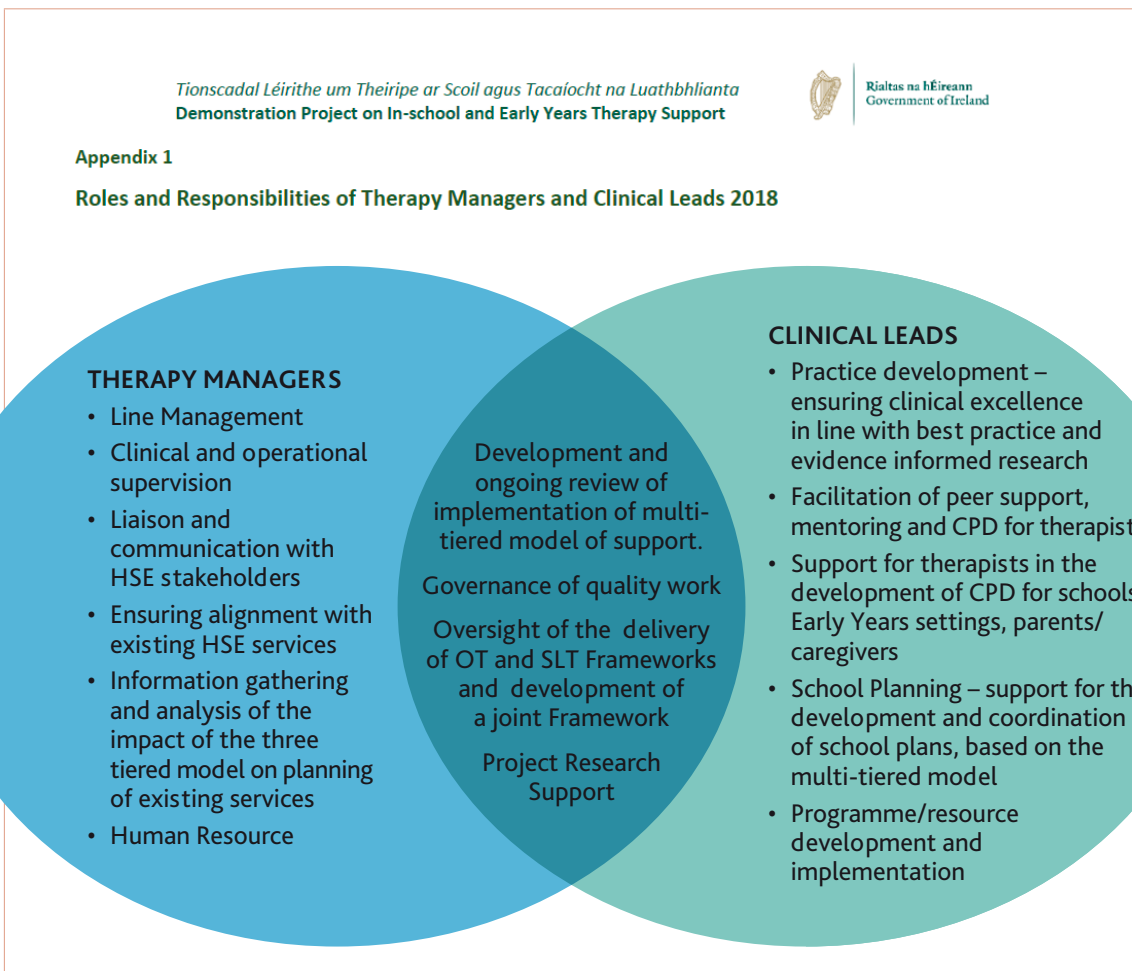 Tionscadal Léirithe um Theiripe ar Scoil agus Tacaíocht na Luathbhlianta
Demonstration Project on In-school and Early Years Therapy Support
Rialtas na hÉireann
Government of Ireland
Appendix 1
Roles and Responsibilities of Therapy Managers and Clinical Leads 2018
THERAPY MANAGERS
• Line Management
• Clinical and operational
supervision
• Liaison and
communication with
HSE stakeholders
• Ensuring alignment with
existing HSE services
• Information gathering
and analysis of the
impact of the three
tiered model on planning
of existing services
• Human Resource
Development and
ongoing review of
implementation of multi-
tiered model of support.
Governance of quality work
Oversight of the delivery
of OT and SLT Frameworks
and development of
a joint Framework
Project Research
Support
CLINICAL LEADS
• Practice development –
ensuring clinical excellence
in line with best practice and
evidence informed research
• Facilitation of peer support,
mentoring and CPD for therapist
• Support for therapists in the
development of CPD for schools
Early Years settings, parents/
caregivers
• School Planning – support for th
development and coordination
of school plans, based on the
multi-tiered model
• Programme/resource
development and
implementation